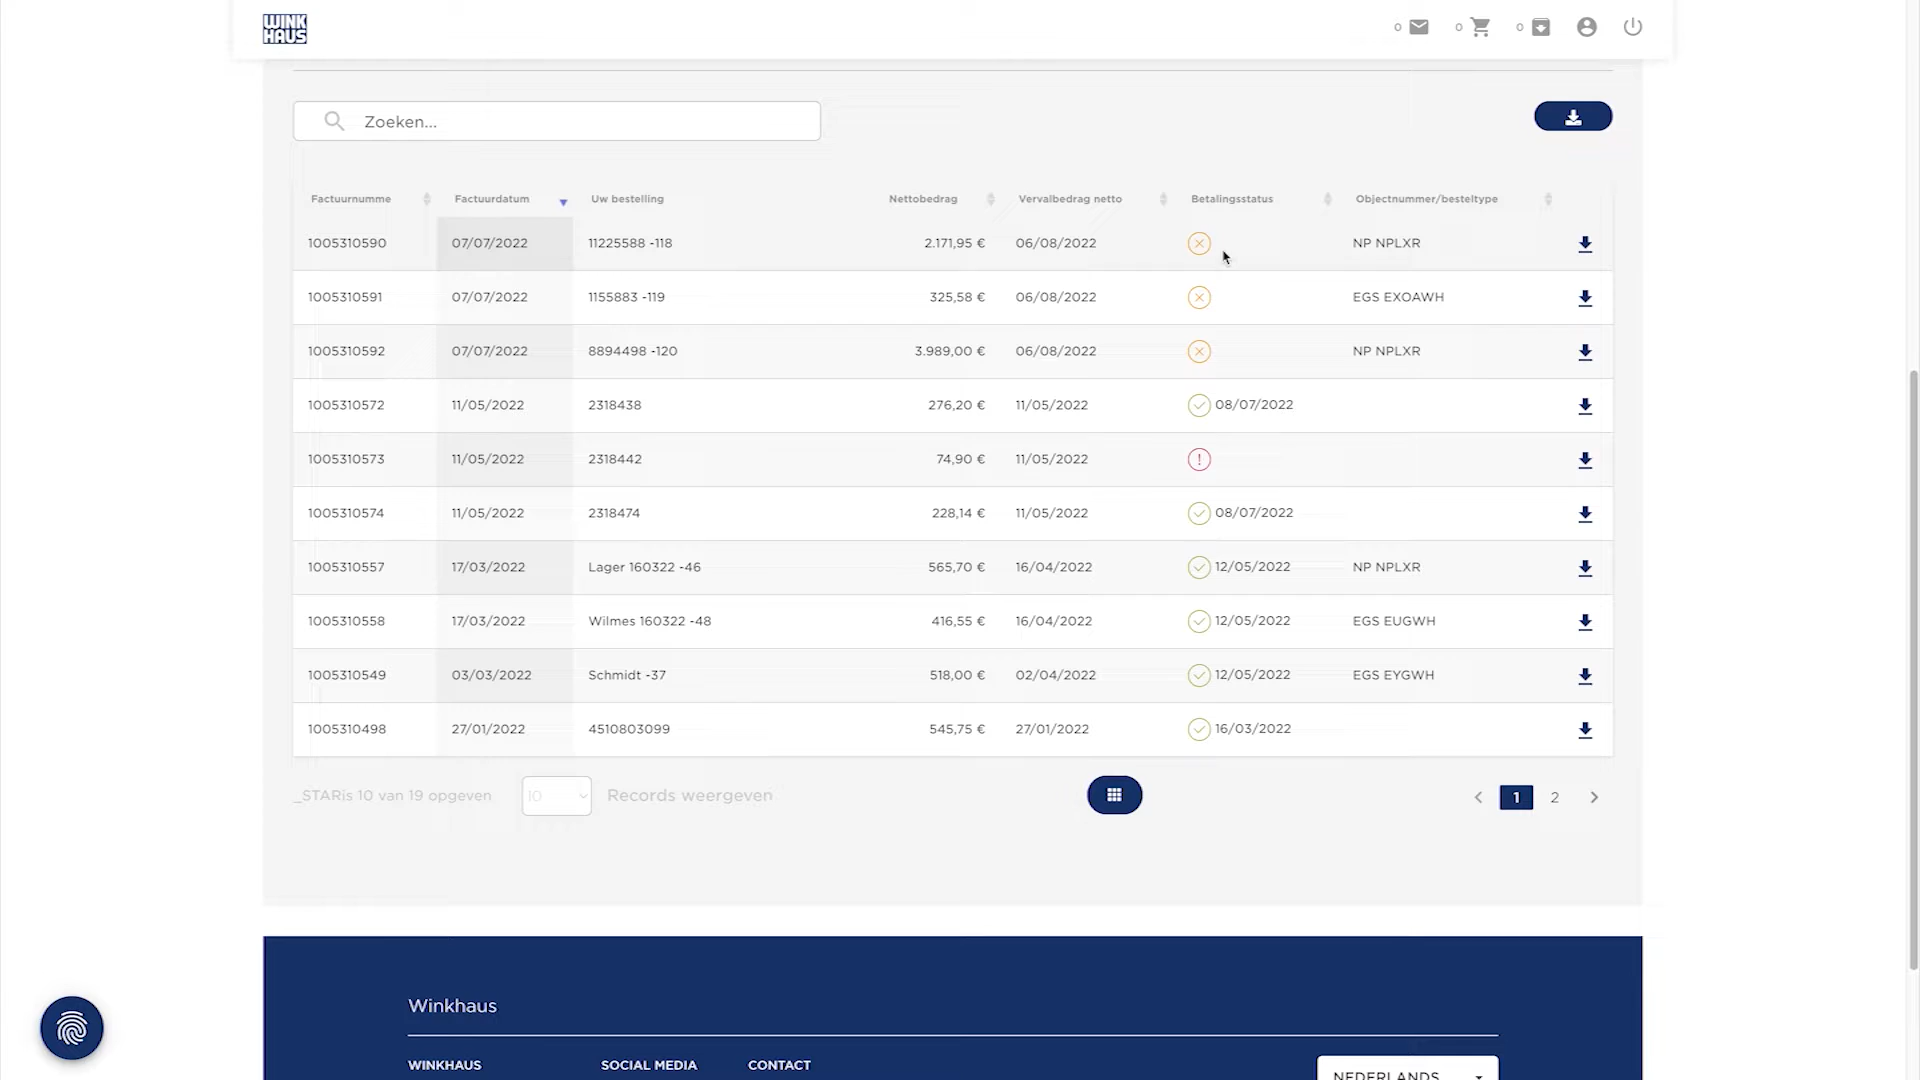 WINK
HAUS
0
0
0
Zoeken...
Factuurnumme Factuurdatum Uw bestelling Nettobedrag Vervalbedrag netto Betalingsstatus Objectnummer/besteltype
1005310590 07/07/2022 11225588 -118 2.171,95 € 06/08/2022 NP NPLXR
1005310591 07/07/2022 1155883 -119 325,58 € 06/08/2022 EGS EXOAWH
1005310592 07/07/2022 8894498 -120 3.989,00 € 06/08/2022 NP NPLXR
1005310572 11/05/2022 2318438 276,20 € 11/05/2022 08/07/2022
1005310573 11/05/2022 2318442 74,90 € 11/05/2022
1005310574 11/05/2022 2318474 228,14 € 11/05/2022 08/07/2022
1005310557 17/03/2022 Lager 160322 -46 565,70 € 16/04/2022 12/05/2022 NP NPLXR
1005310558 17/03/2022 Wilmes 160322 -48 416,55 € 16/04/2022 12/05/2022 EGS EUGWH
1005310549 03/03/2022 Schmidt -37 518,00 € 02/04/2022 12/05/2022 EGS EYGWH
1005310498 27/01/2022 4510803099 545,75 € 27/01/2022 16/03/2022
_STARis 10 van 19 opgeven 10 Records weergeven 1 2
Winkhaus
WINKHAUS SOCIAL MEDIA CONTACT
NEDERLANDS